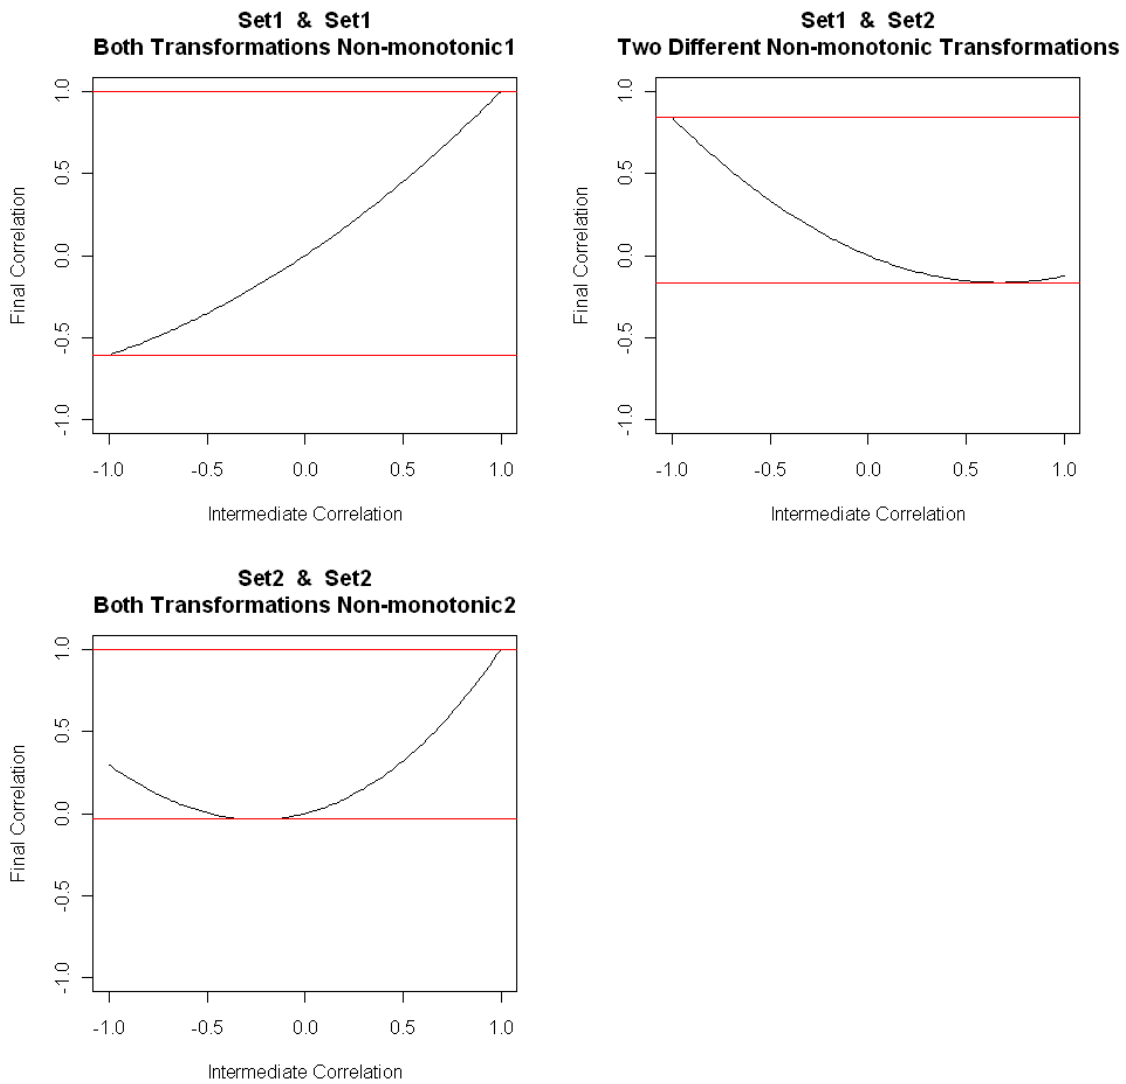 Set1  &  Set1
Both Transformations Non-monotonic1
1.0
0.5
0.0
-0.5
-1.0
Final Correlation
-1.0 -0.5 0.0 0.5 1.0
Intermediate Correlation
Set1  &  Set2
Two Different Non-monotonic Transformations
1.0
0.5
0.0
-0.5
-1.0
Final Correlation
-1.0 -0.5 0.0 0.5 1.0
Intermediate Correlation
Set2  &  Set2
Both Transformations Non-monotonic2
1.0
0.5
0.0
-0.5
-1.0
Final Correlation
-1.0 -0.5 0.0 0.5 1.0
Intermediate Correlation